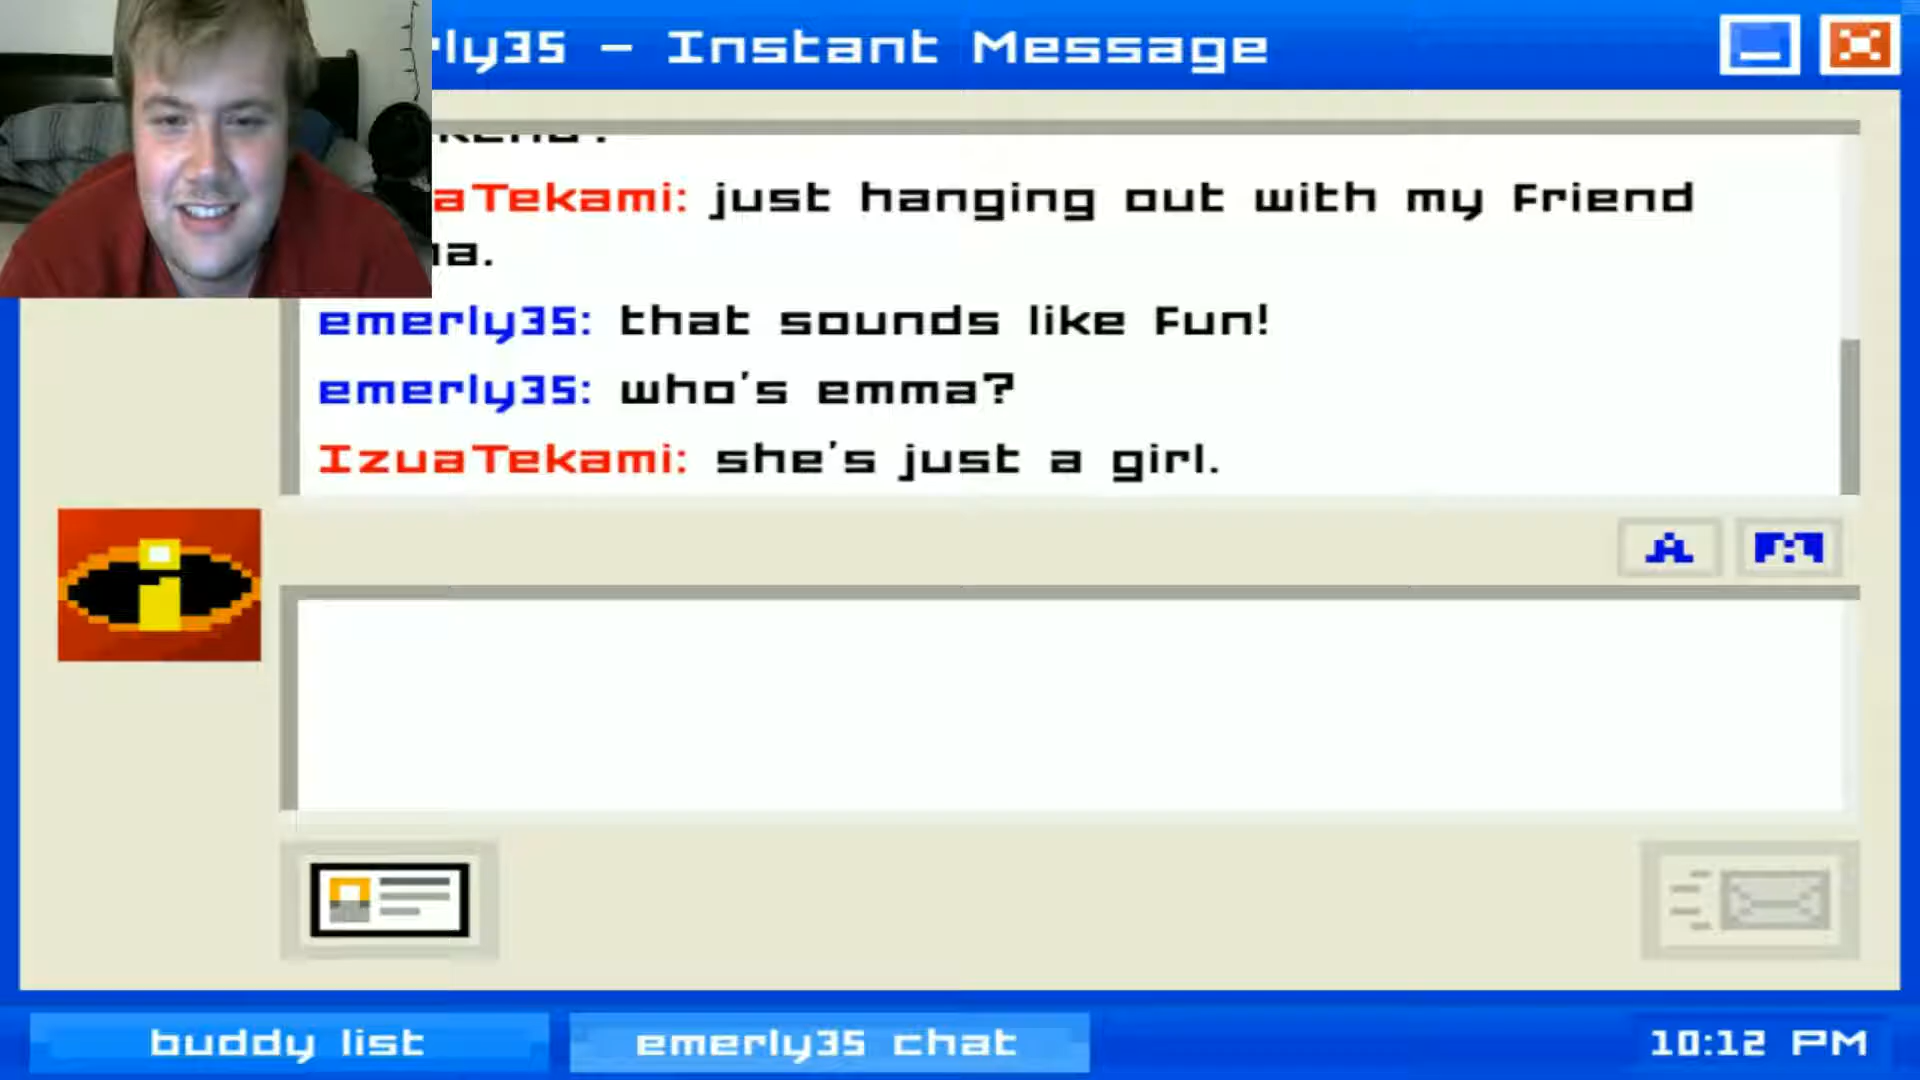 rly35 - Instant Message
aTekami: just hanging out with my friend
a.
emerly35: that sounds like fun!
emerly35: who's emma?
IzuaTekami: she's just a girl.
A
buddy list
emerly35 chat
10:12 PM